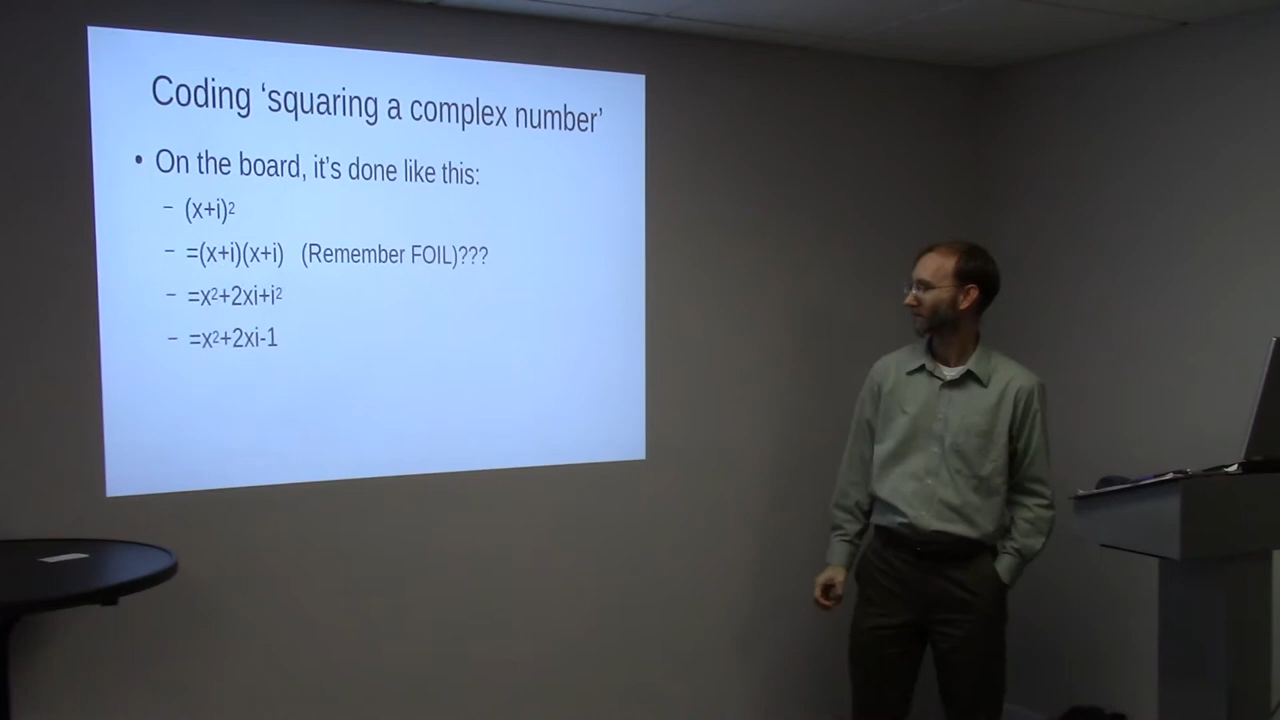 Coding ‘squaring a complex number’
• On the board, it’s done like this:
– (x+i)²
– =(x+i)(x+i) (Remember FOIL)???
– =x²+2xi+i²
– =x²+2xi-1